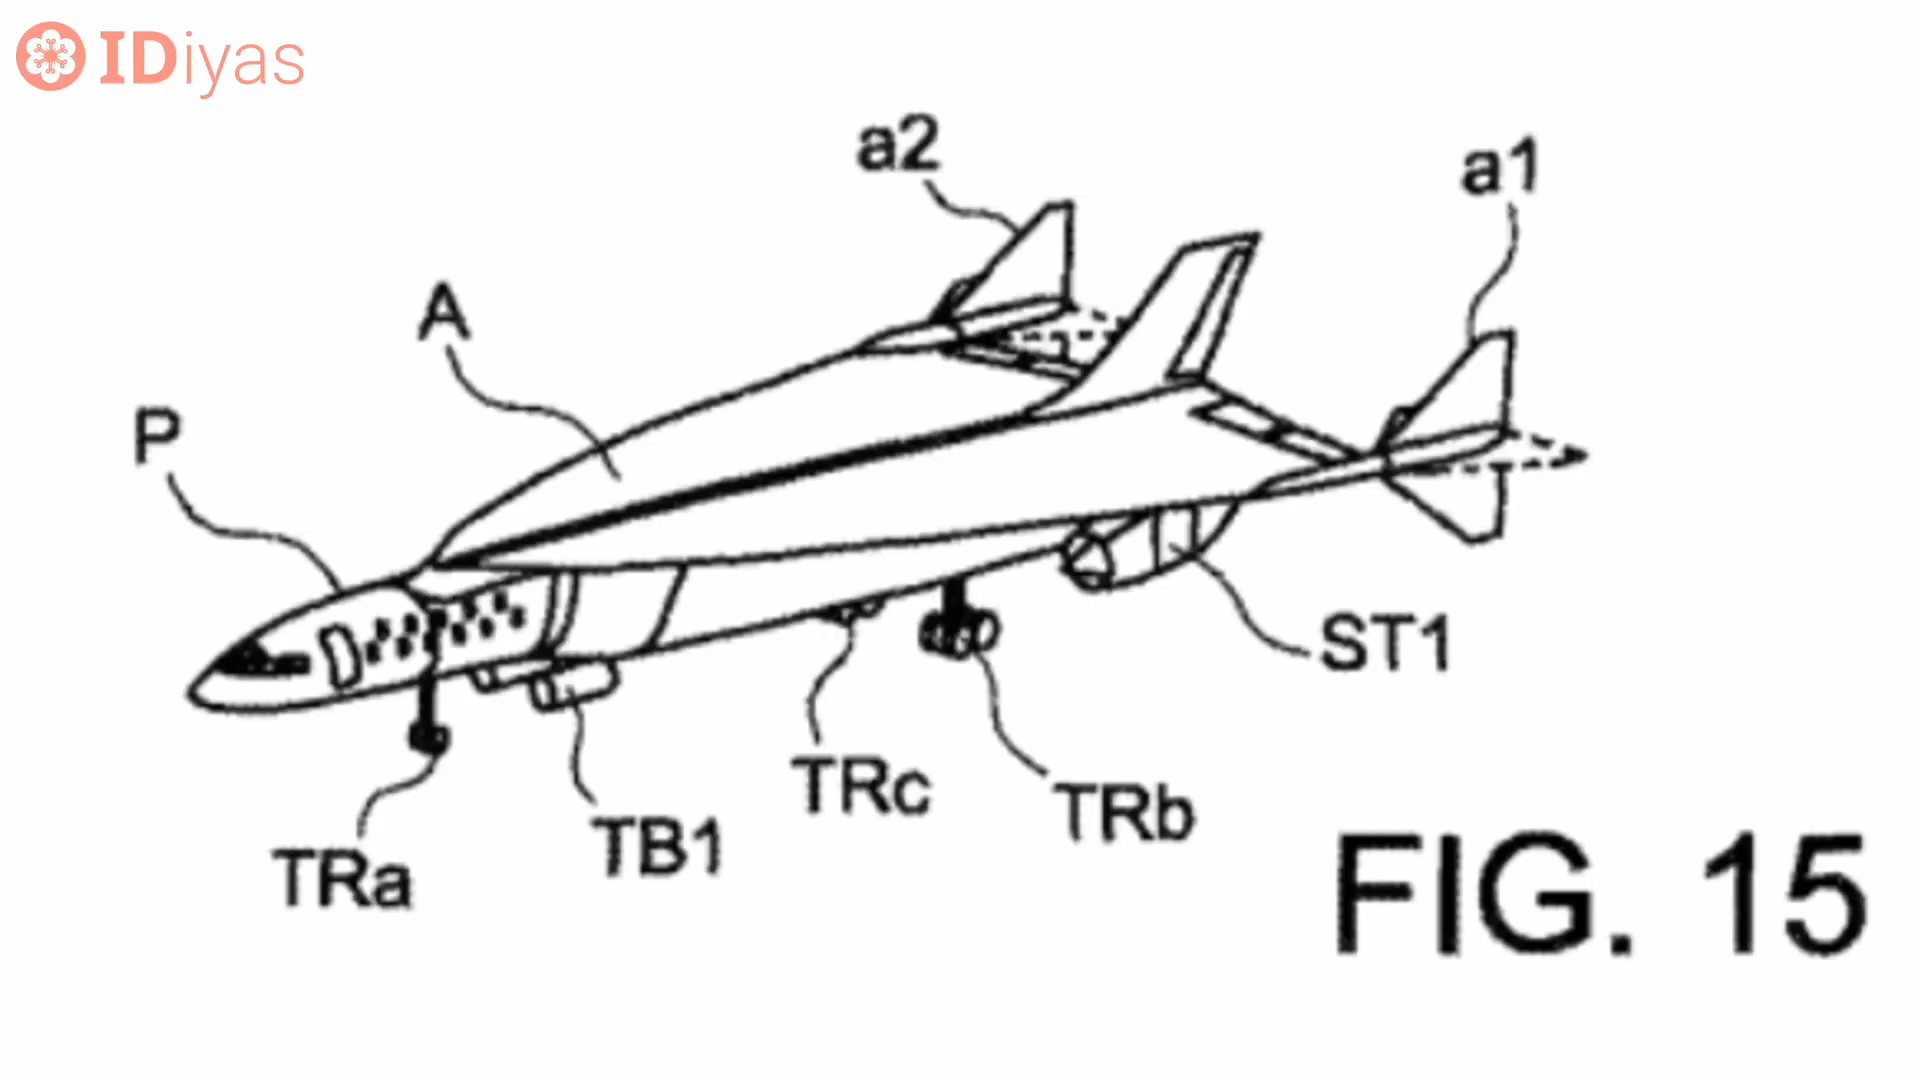 IDiyas
a2
a1
A
P
ST1
TRc
TRb
TB1
TRa
FIG. 15